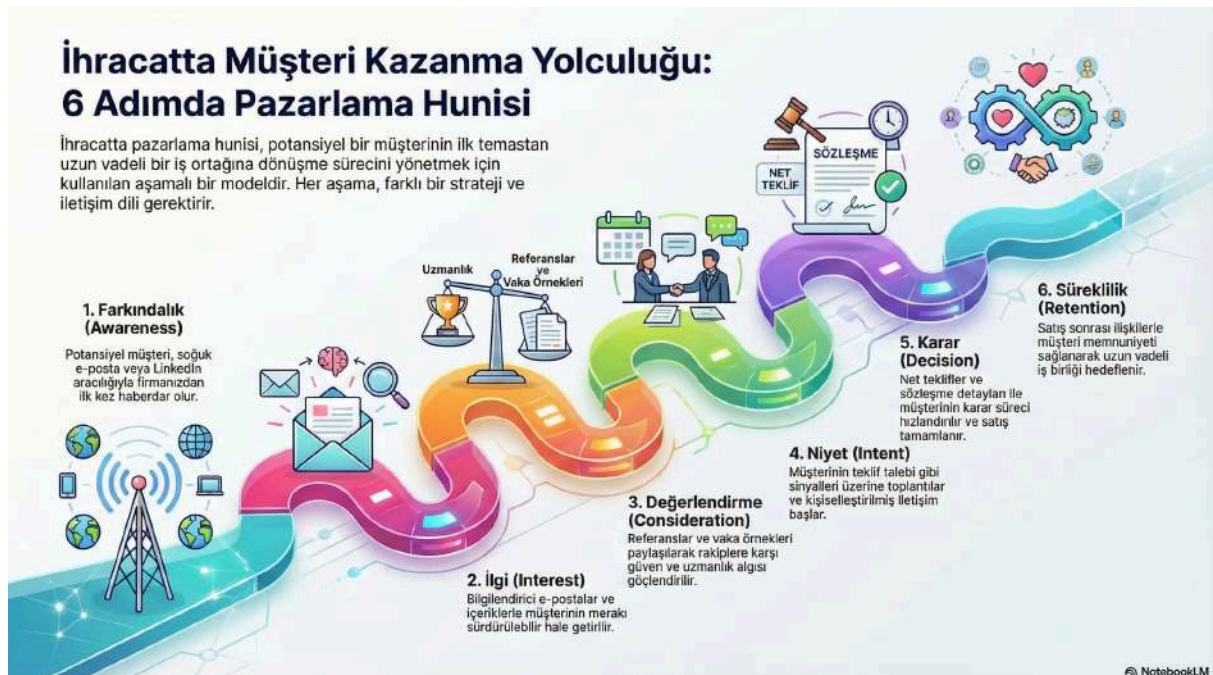 İhracatta Müşteri Kazanma Yolculuğu:
6 Adımda Pazarlama Hunisi
İhracatta pazarlama hunisi, potansiyel bir müşterinin ilk temastan
uzun vadeli bir iş ortağına dönüşme sürecini yönetmek için
kullanılan aşamalı bir modeldir. Her aşama, farklı bir strateji ve
iletişim dili gerektirir.
1. Farkındalık
(Awareness)
Potansiyel müşteri, soğuk
e-posta veya LinkedIn
aracılığıyla firmanızdan
ilk kez haberdar olur.
2. İlgi (Interest)
Bilgilendirici e-postalar ve
içeriklerle müşterinin merakı
sürdürülebilir hale getirilir.
Uzmanlık
Referanslar
ve
Vaka Örnekleri
3. Değerlendirme
(Consideration)
Referanslar ve vaka örnekleri
paylaşılarak rakiplere karşı
güven ve uzmanlık algısı
göçlendirilir.
4. Niyet (Intent)
Müşterinin teklif talebi gibi
sinyalleri üzerine toplantılar
ve kişiselleştirilmiş iletişim
başlar.
NET
TEKLİF
SÖZLEŞME
5. Karar
(Decision)
Net teklifler ve
sözleşme detayları ile
müşterinin karar süreci
hızlandırılır ve satış
tamamlanır.
6. Süreklilik
(Retention)
Satış sonrası ilişkilerle
müşteri memnuniyeti
sağlanarak uzun vadeli
iş birliği hedeflenir.
NotebookLM